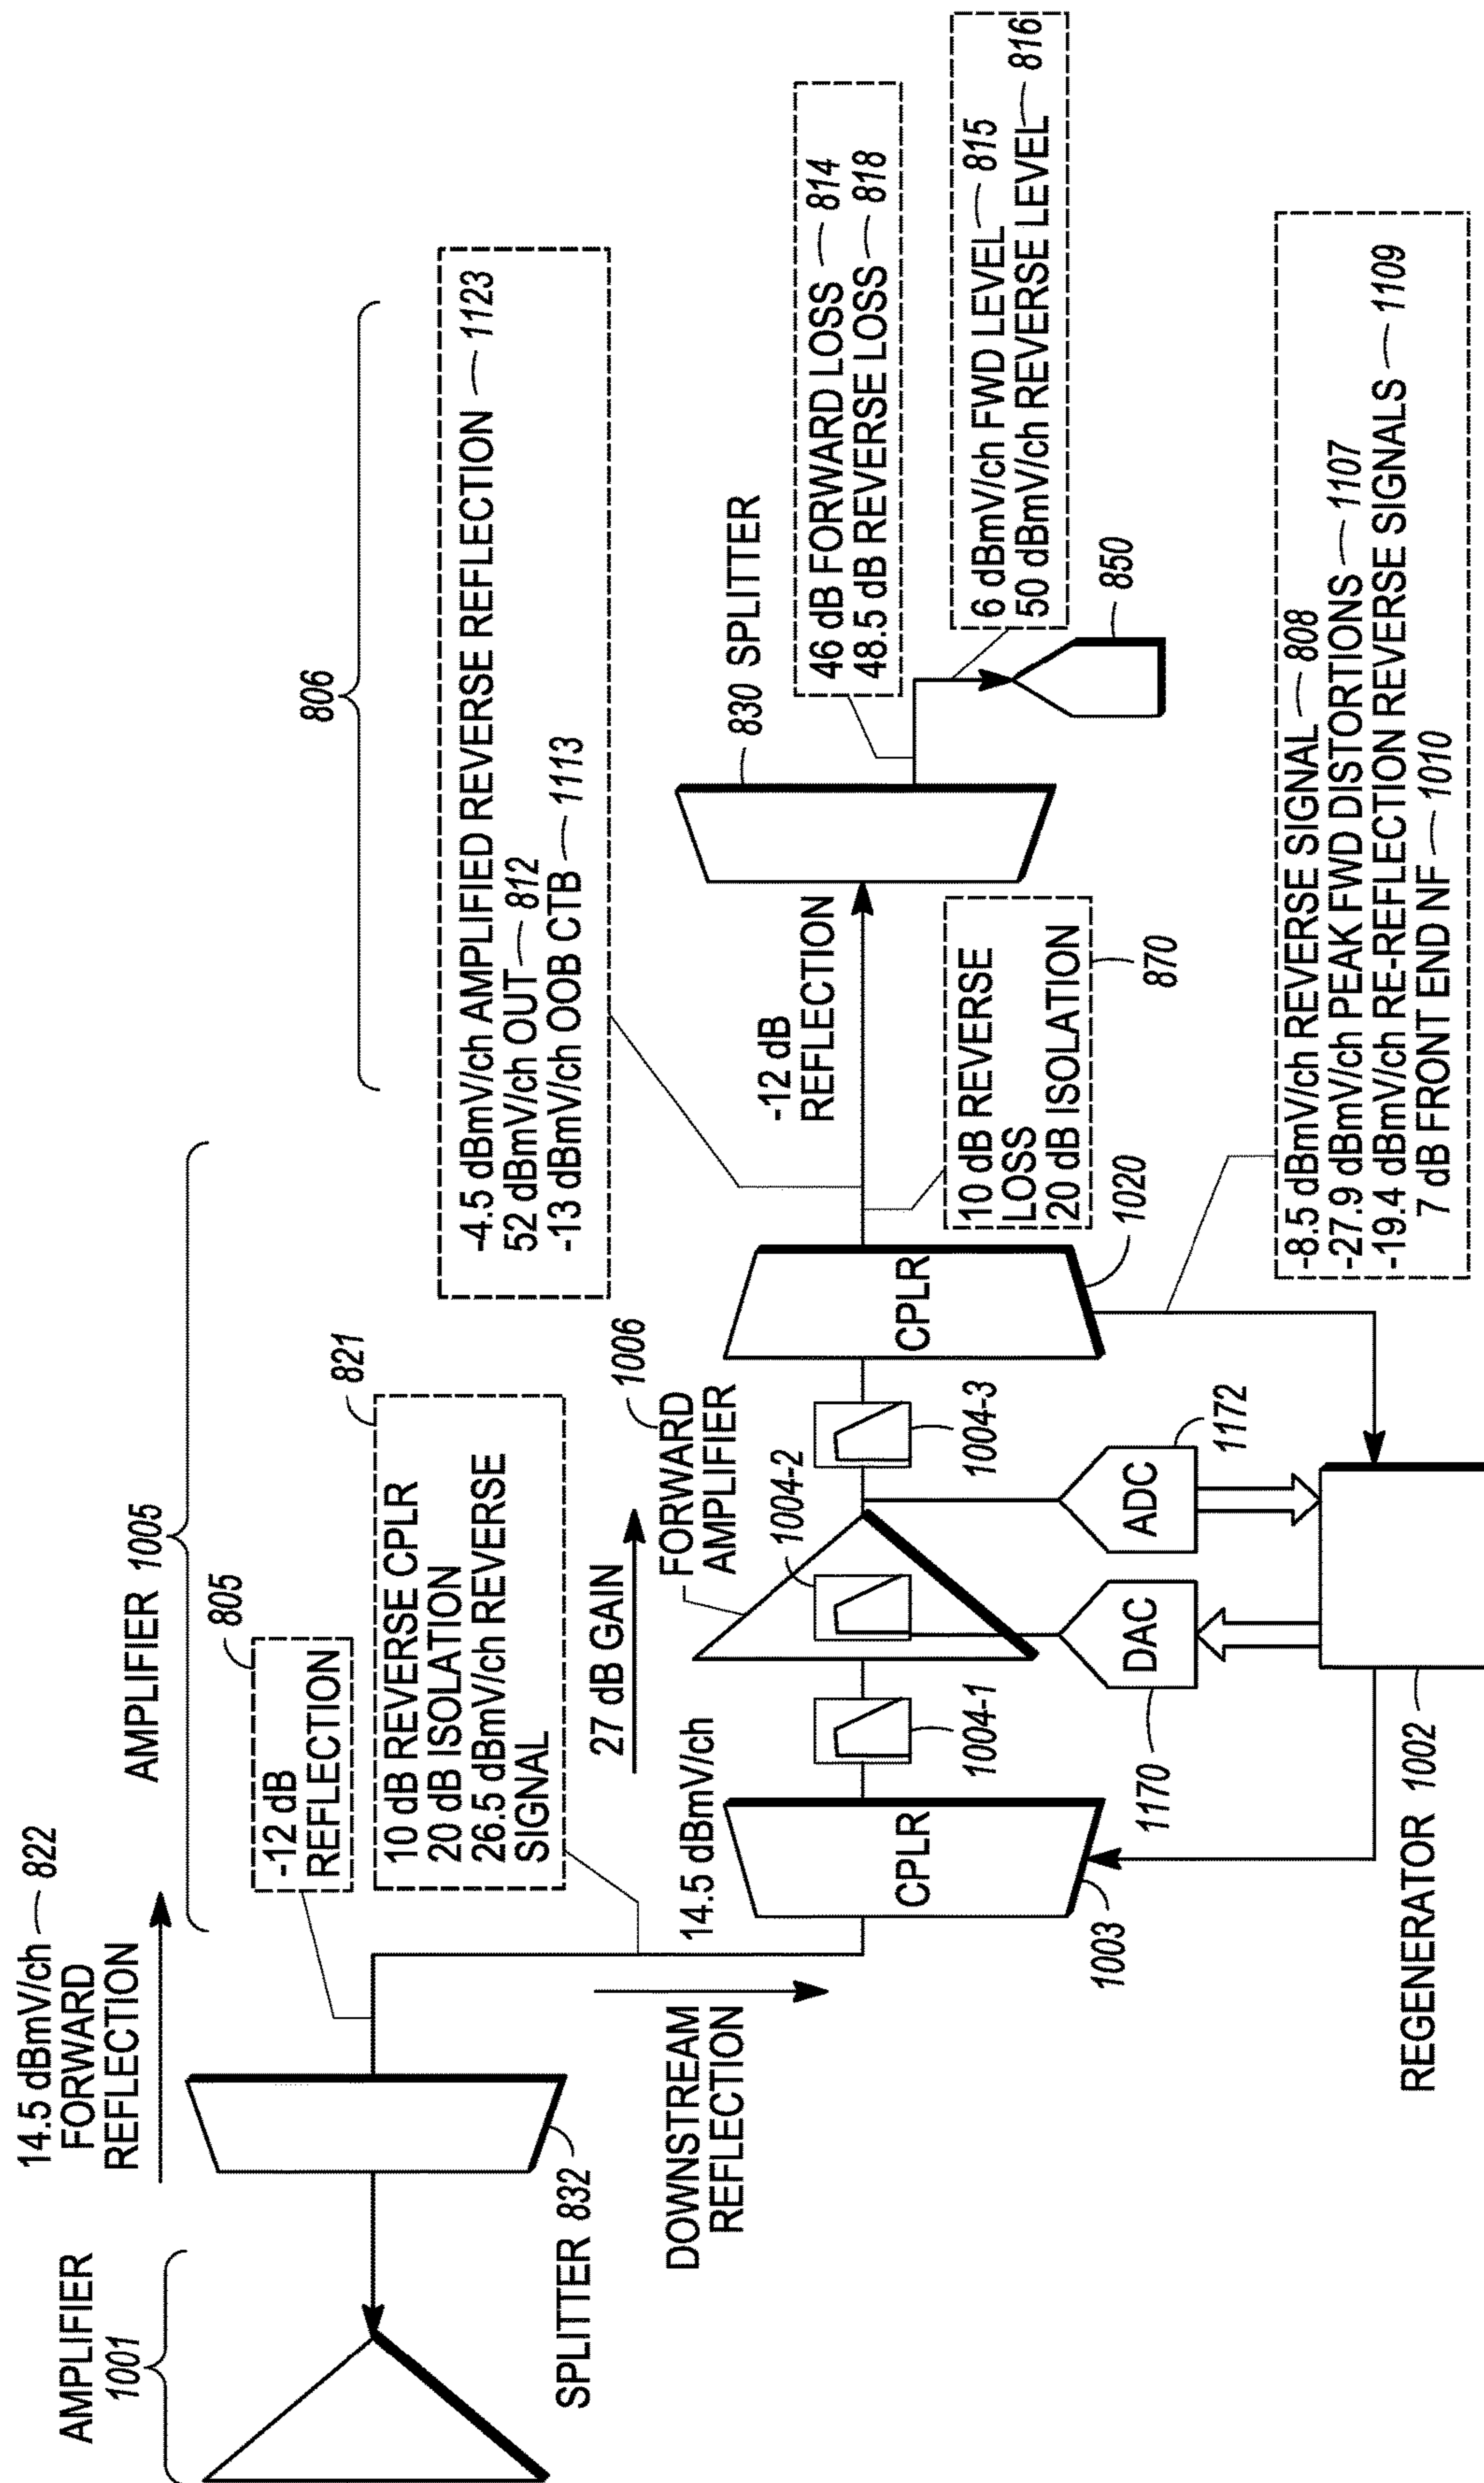 AMPLIFIER
1001
14.5 dBmV/ch 822
FORWARD
REFLECTION
SPLITTER 832
AMPLIFIER 1005
805
-12 dB
REFLECTION
821
10 dB REVERSE CPLR
20 dB ISOLATION
26.5 dBmV/ch REVERSE
SIGNAL
DOWNSTREAM
REFLECTION
14.5 dBmV/ch
27 dB GAIN
1006
FORWARD
AMPLIFIER
CPLR
1003
1004-1
1004-2
1004-3
CPLR
1020
DAC
1170
ADC
1172
REGENERATOR 1002
806
-4.5 dBmV/ch AMPLIFIED REVERSE REFLECTION 1123
52 dBmV/ch OUT 812
-13 dBmV/ch OOB CTB 1113
-12 dB
REFLECTION
10 dB REVERSE
LOSS
20 dB ISOLATION
870
830 SPLITTER
46 dB FORWARD LOSS 814
48.5 dB REVERSE LOSS 818
6 dBmV/ch FWD LEVEL 815
50 dBmV/ch REVERSE LEVEL 816
850
-8.5 dBmV/ch REVERSE SIGNAL 808
-27.9 dBmV/ch PEAK FWD DISTORTIONS 1107
-19.4 dBmV/ch RE-REFLECTION REVERSE SIGNALS 1109
7 dB FRONT END NF 1010